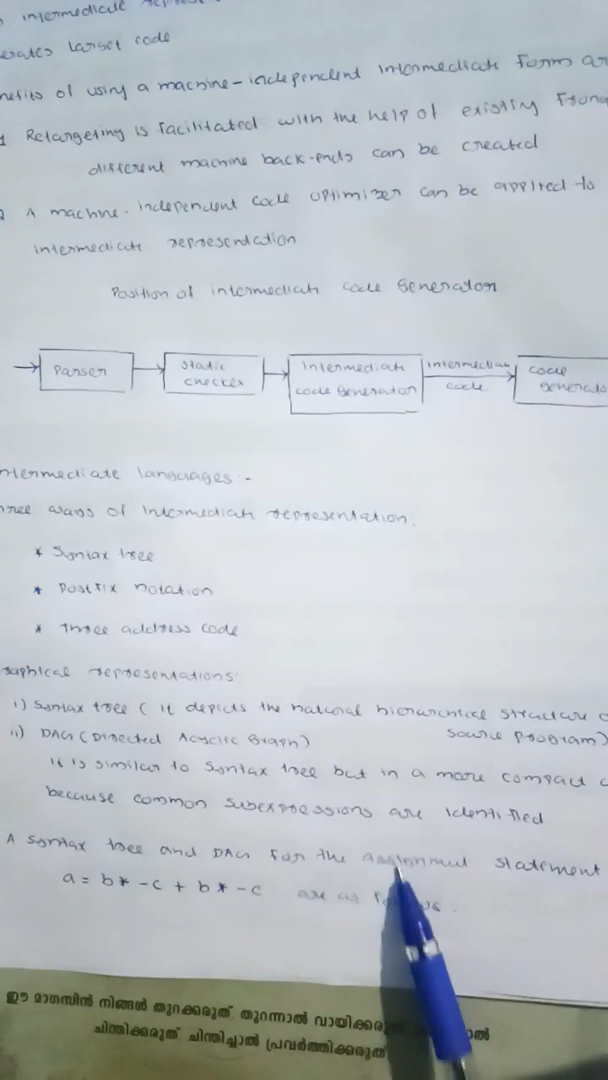 intermediate
erates target code
nefits of using a machine-independent intermediate form ar
1 Retargeting is facilitated with the help of existing
different machine back-ends can be created
2 A machine-independent code optimizer can be applied to
intermediate representation
Position of intermediate code Generator
Parser
Static checker
Intermediate code Generator
intermediate code
code Generato
ntermediate languages:-
hree ways of Intermediate representation.
* Syntax tree
* Postfix notation
* three address code
raphical representations:
i) Syntax tree ( it depicts the natural hierarchical structure o
source program)
ii) DAG (Directed Acyclic Graph)
it is similar to syntax tree but in a more compact
because common subexpressions are identified
A syntax tree and DAG for the assignment statement
a = b * -c + b * -c are as
ഈ മാഗസിൻ നിങ്ങൾ തുറക്കരുത്. തുറന്നാൽ വായിക്കരു
ചിന്തിക്കരുത് ചിന്തിച്ചാൽ പ്രവർത്തിക്കരുത്